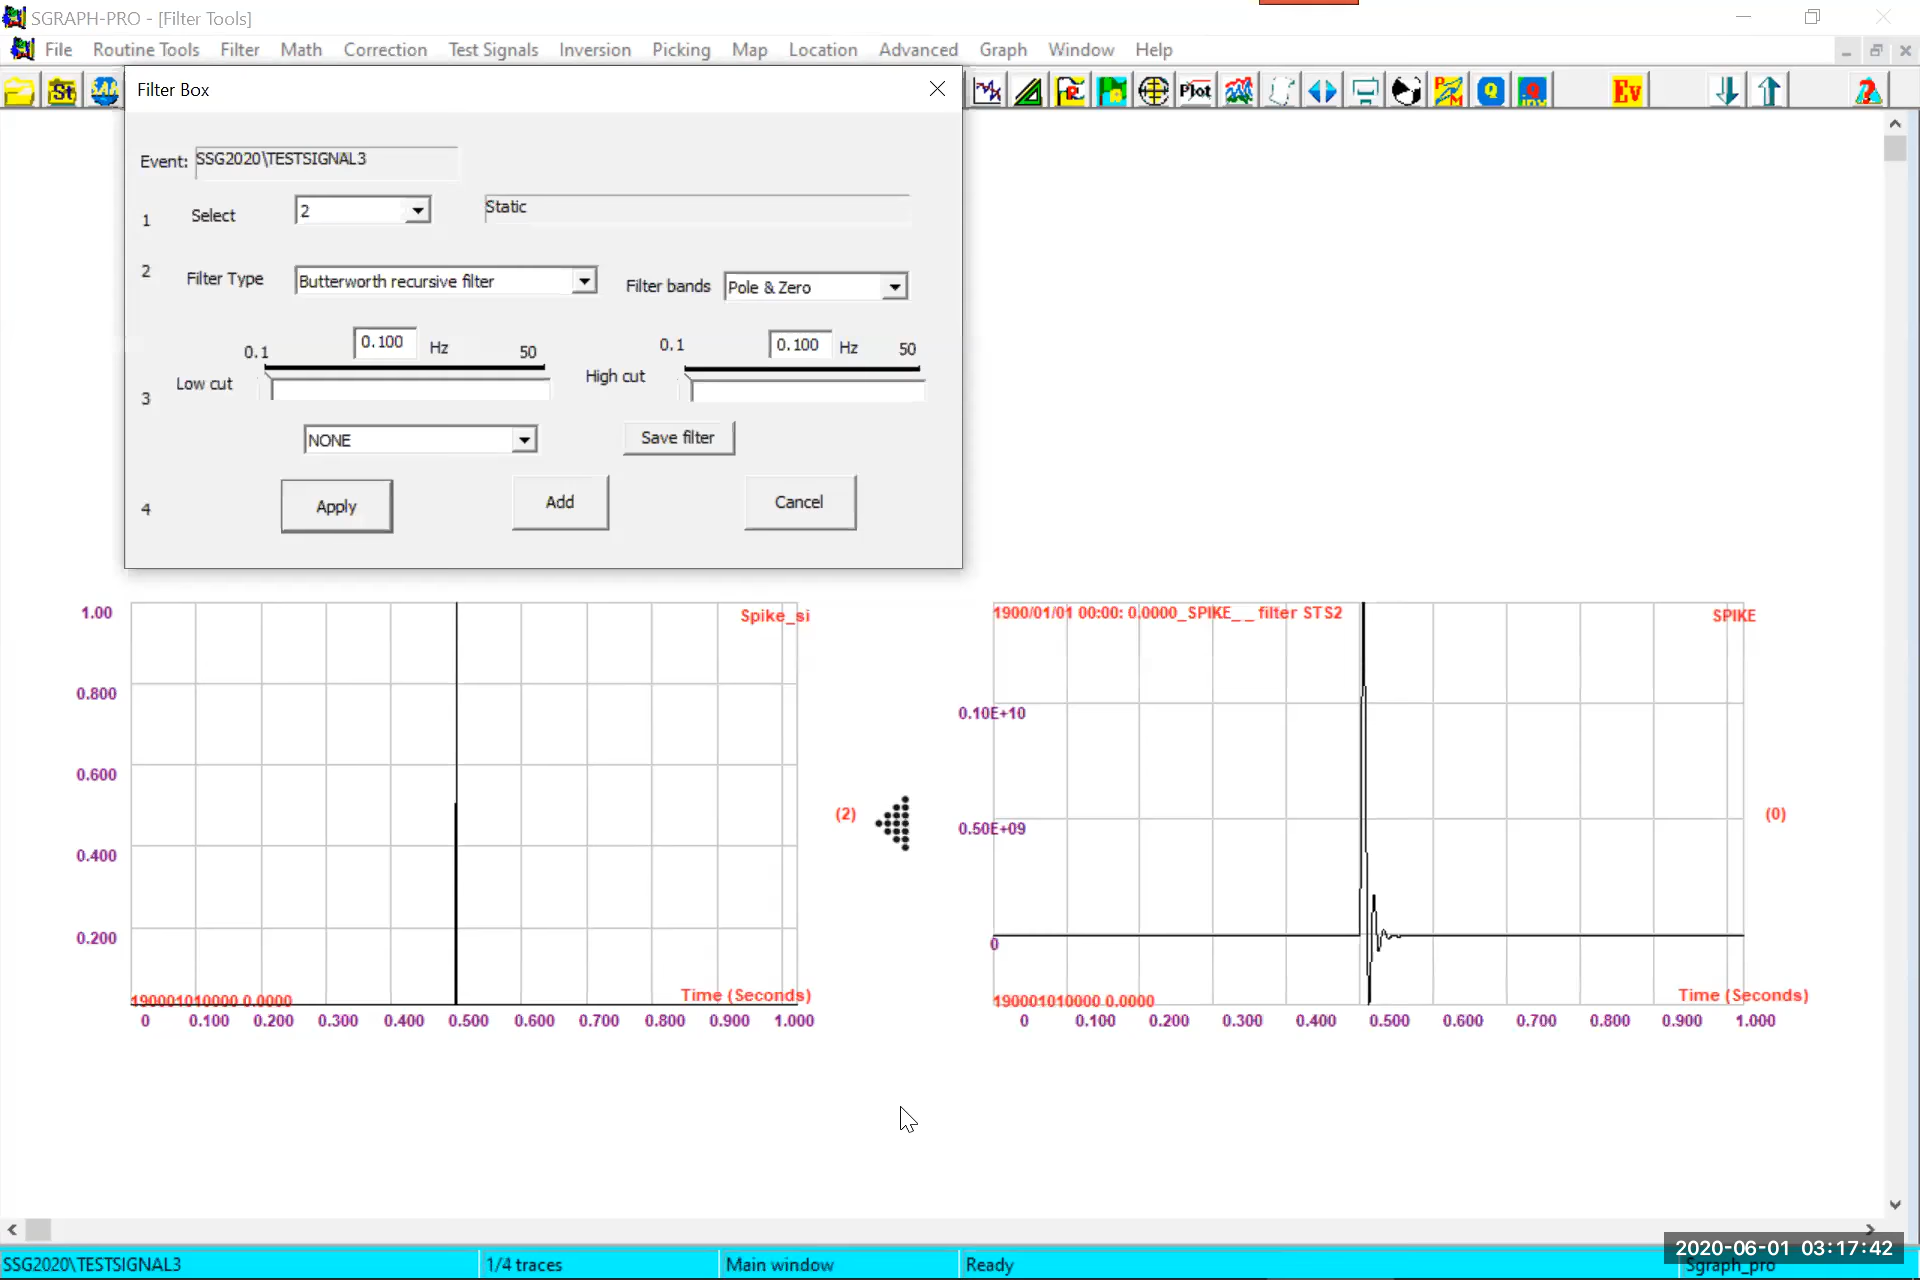 SGRAPH-PRO - [Filter Tools]
File Routine Tools Filter Math Correction Test Signals Inversion Picking Map Location Advanced Graph Window Help
St Plot Ev
Filter Box
Event: SSG2020\TESTSIGNAL3
1 Select 2 Static
2 Filter Type Butterworth recursive filter Filter bands Pole & Zero
0.1 0.100 Hz 50 0.1 0.100 Hz 50
3 Low cut High cut
NONE Save filter
4 Apply Add Cancel
1.00 Spike_si
0.800
0.600
0.400
0.200
190001010000 0.0000 Time (Seconds)
0 0.100 0.200 0.300 0.400 0.500 0.600 0.700 0.800 0.900 1.000
(2)
1900/01/01 00:00: 0.0000_SPIKE_ _ filter STS2 SPIKE
0.10E+10
0.50E+09
0
(0)
190001010000 0.0000 Time (Seconds)
0 0.100 0.200 0.300 0.400 0.500 0.600 0.700 0.800 0.900 1.000
2020-06-01 03:17:42
SSG2020\TESTSIGNAL3 1/4 traces Main window Ready Sgraph_pro